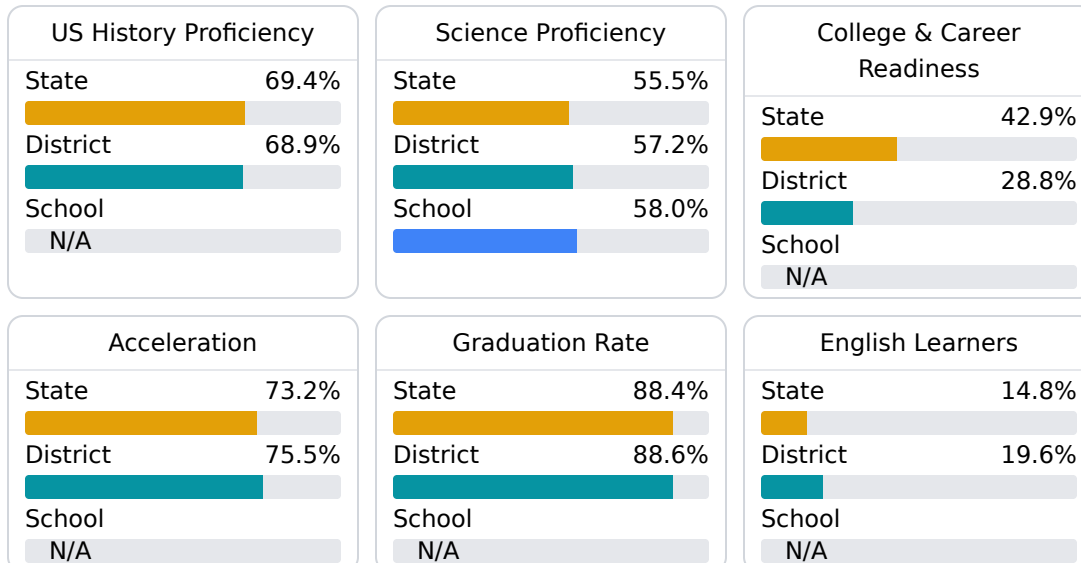 US History Proficiency
State 69.4%
District 68.9%
School
N/A
Science Proficiency
State 55.5%
District 57.2%
School 58.0%
College & Career
Readiness
State 42.9%
District 28.8%
School
N/A
Acceleration
State 73.2%
District 75.5%
School
N/A
Graduation Rate
State 88.4%
District 88.6%
School
N/A
English Learners
State 14.8%
District 19.6%
School
N/A